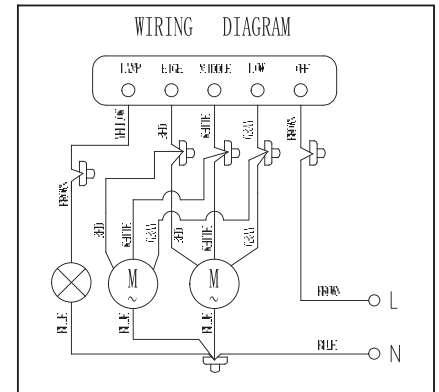 WIRING DIAGRAM
LAMP HIGH MIDDLE LOW OFF
YELLOW RED WHITE GRAY BROWN
BROWN
RED WHITE GRAY RED WHITE GRAY
M M
~ ~
BLUE BLUE BLUE
BROWN L
BLUE N